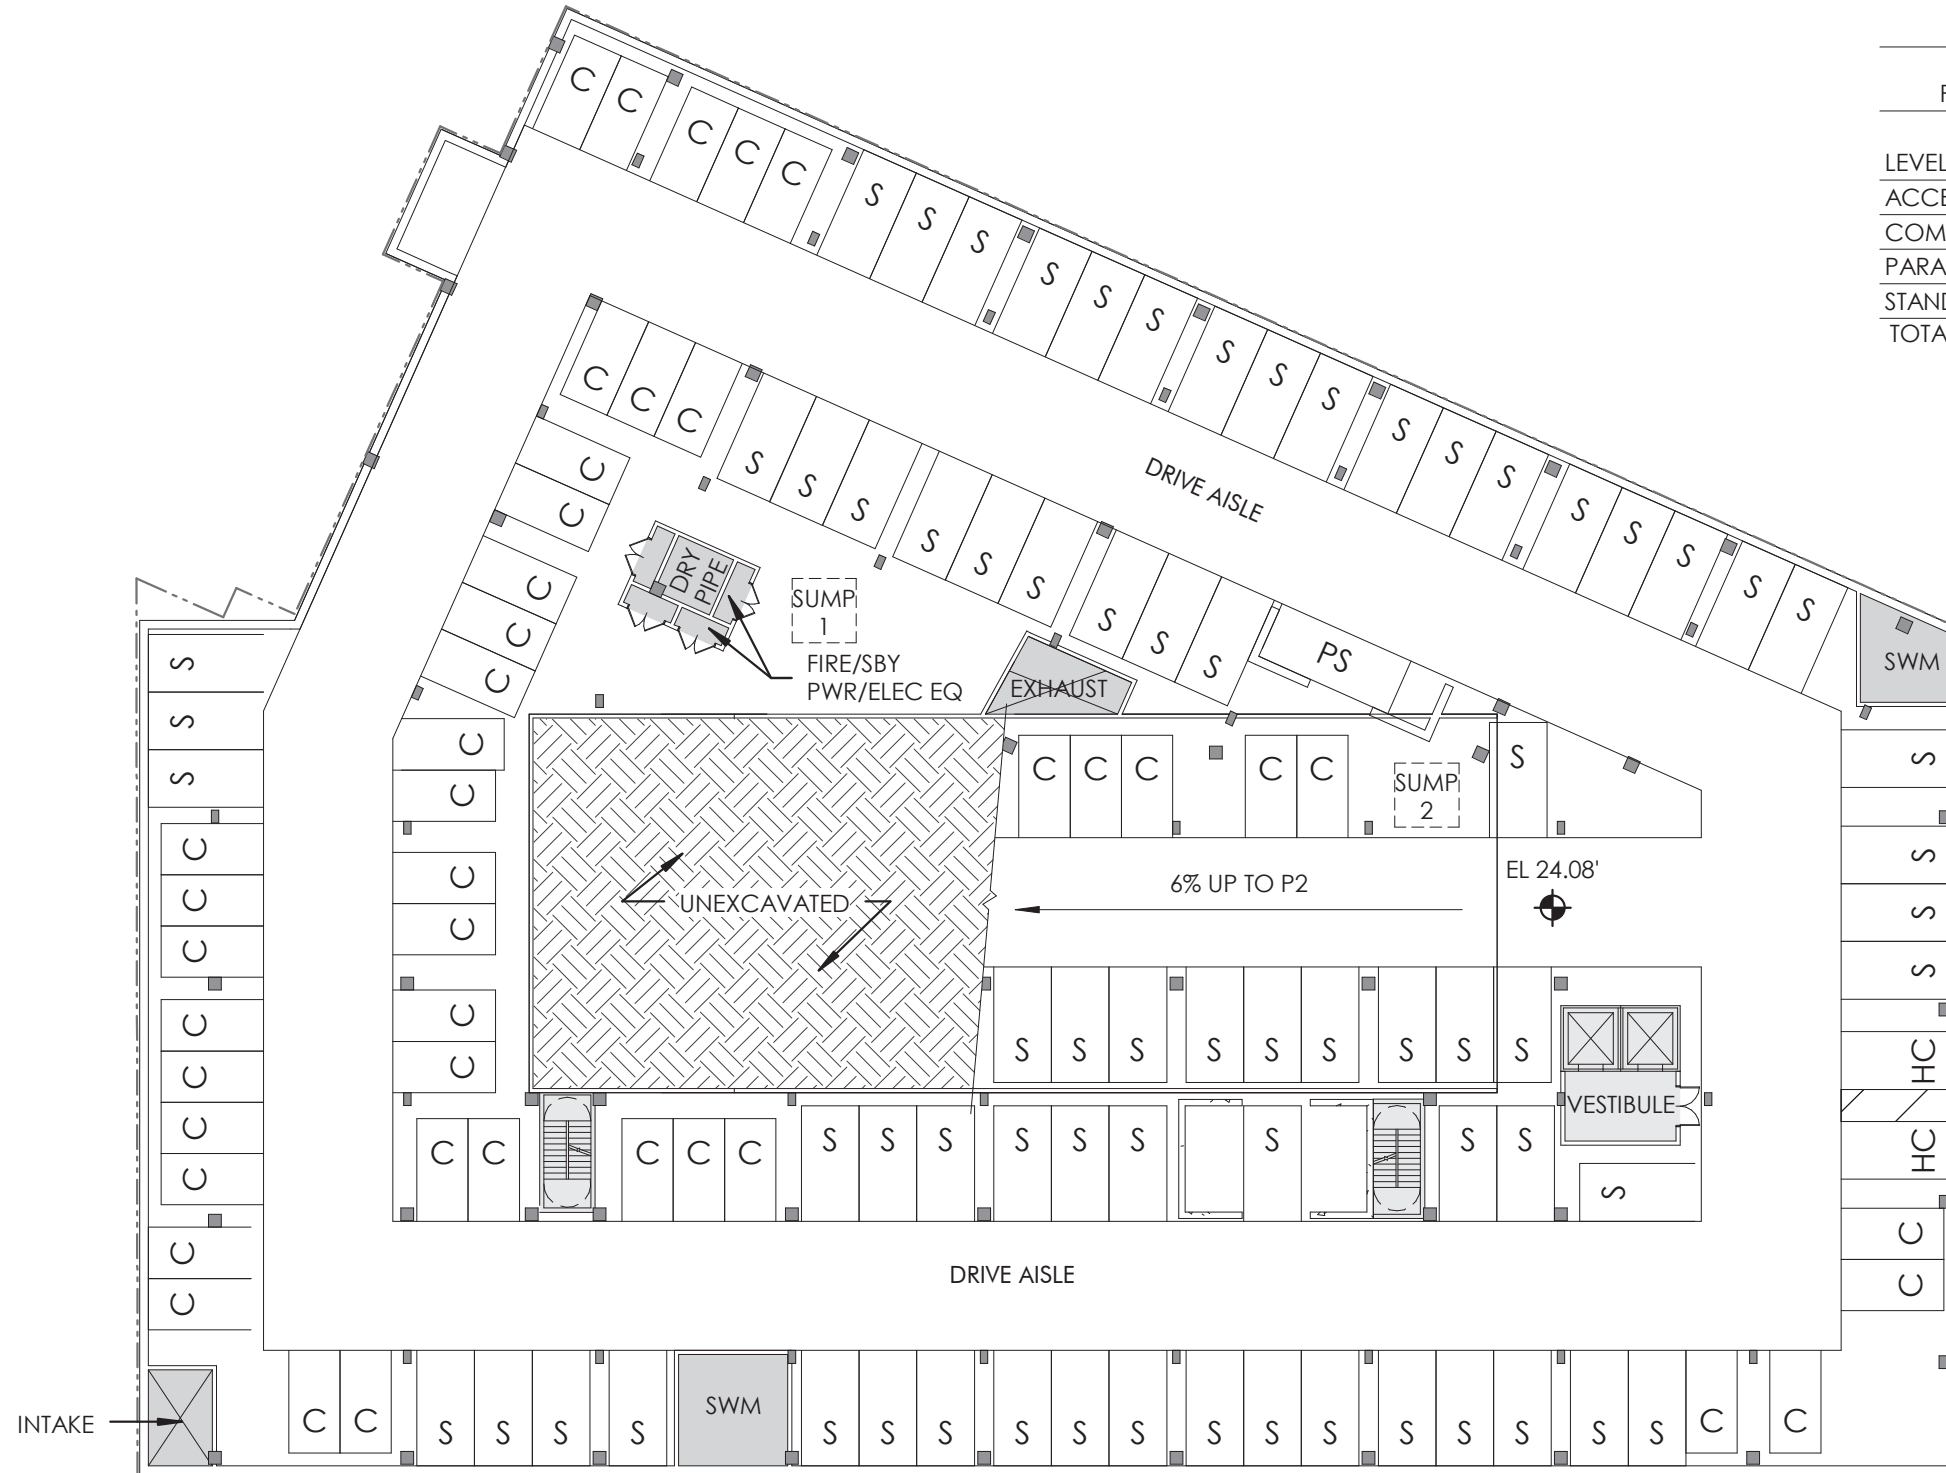 F
LEVEL
ACCE
COM
PARA
STAND
TOTA
C C C C C S S S S S S S S S S S S S S S S S
DRIVE AISLE
C C C S S S S S S S S S PS
C
C
C
C
C
DRY
PIPE
SUMP
1
FIRE/SBY
PWR/ELEC EQ
EXHAUST
SWM
S
S
S
C
C
C
C
C
C
C
C
C
INTAKE
C
C
C
C
C
C
UNEXCAVATED
C C C C C
SUMP
2
S
6% UP TO P2
EL 24.08'
S S S S S S S S S
VESTIBULE
C C C C C S S S S S S S S S
S
S
S
S
S
HC
HC
C
C
DRIVE AISLE
C C S S S S
SWM
S S S S S S S S S S S S S S C C